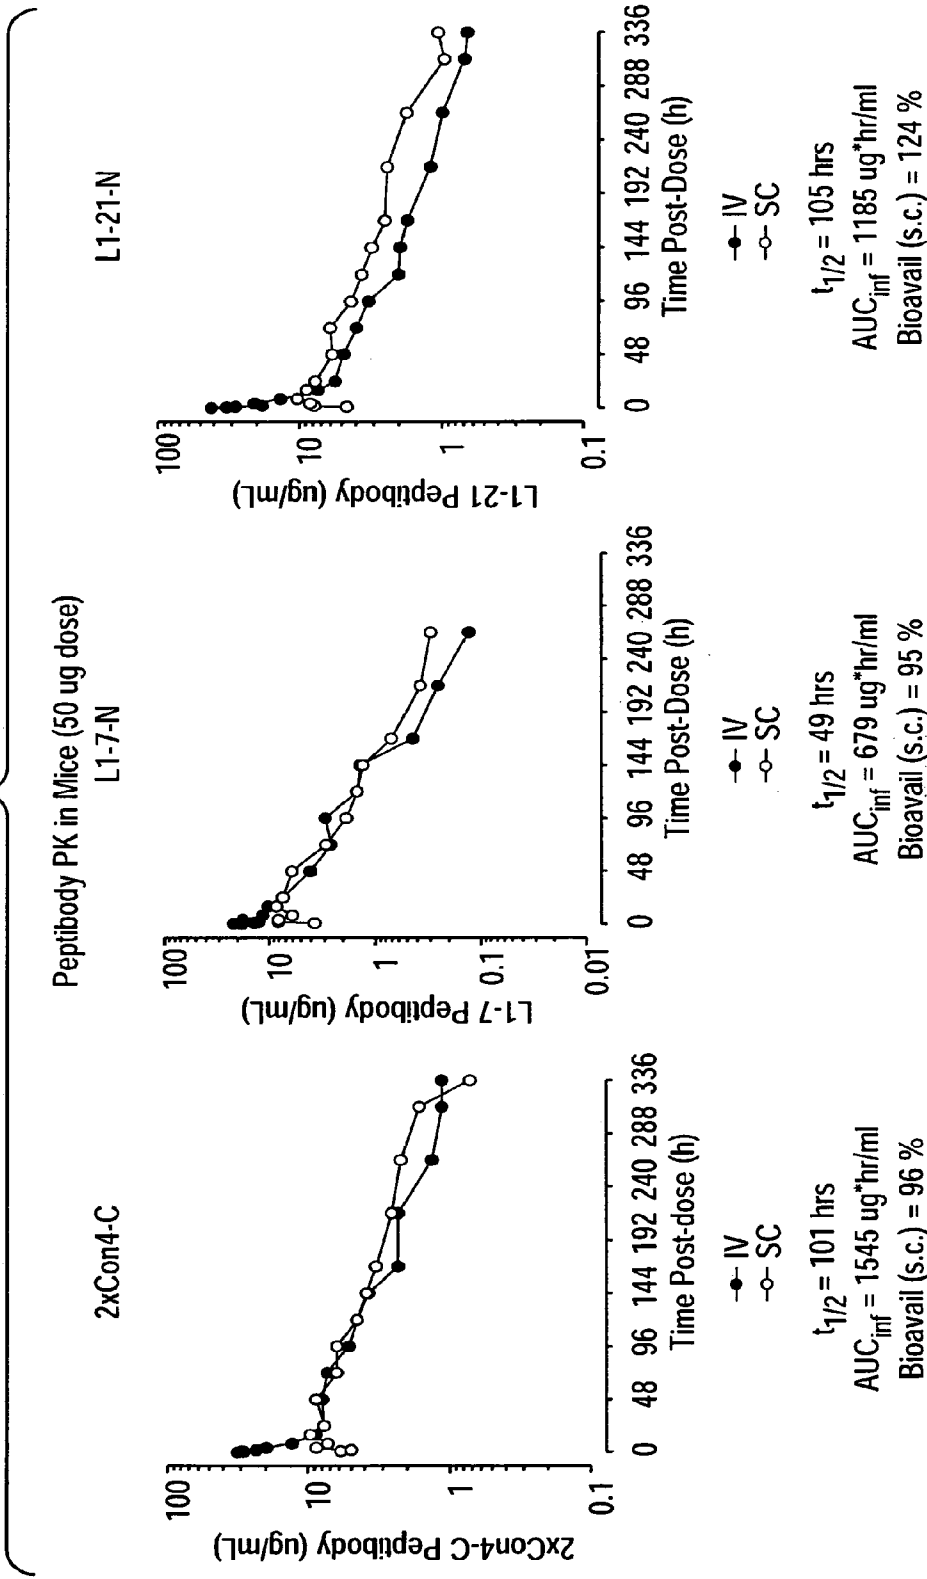 Peptibody PK in Mice (50 ug dose)
2xCon4-C
2xCon4-C Peptibody (ug/mL)
100
10
1
0.1
0 48 96 144 192 240 288 336
Time Post-dose (h)
IV
SC
t1/2 = 101 hrs
AUCinf = 1545 ug*hr/ml
Bioavail (s.c.) = 96 %
L1-7-N
L1-7 Peptibody (ug/mL)
100
10
1
0.1
0.01
0 48 96 144 192 240 288 336
Time Post-Dose (h)
IV
SC
t1/2 = 49 hrs
AUCinf = 679 ug*hr/ml
Bioavail (s.c.) = 95 %
L1-21-N
L1-21 Peptibody (ug/mL)
100
10
1
0.1
0 48 96 144 192 240 288 336
Time Post-Dose (h)
IV
SC
t1/2 = 105 hrs
AUCinf = 1185 ug*hr/ml
Bioavail (s.c.) = 124 %